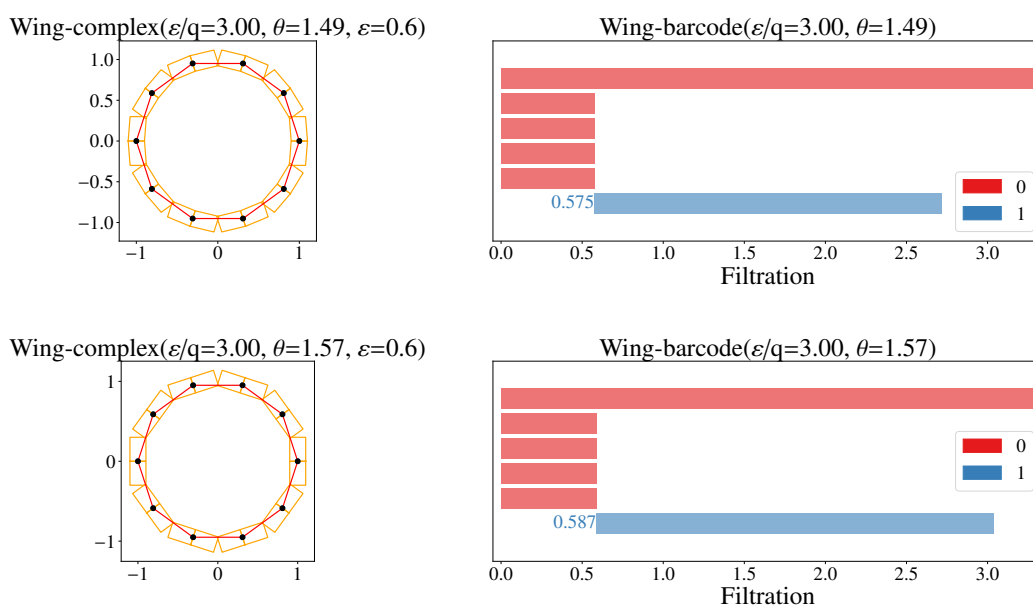 Wing-complex(ε/q=3.00, θ=1.49, ε=0.6)
1.0
0.5
0.0
−0.5
−1.0
−1 0 1
Wing-barcode(ε/q=3.00, θ=1.49)
0.575
0
1
0.0 0.5 1.0 1.5 2.0 2.5 3.0
Filtration
Wing-complex(ε/q=3.00, θ=1.57, ε=0.6)
1
0
−1
−1 0 1
Wing-barcode(ε/q=3.00, θ=1.57)
0
1
0.587
0.0 0.5 1.0 1.5 2.0 2.5 3.0
Filtration